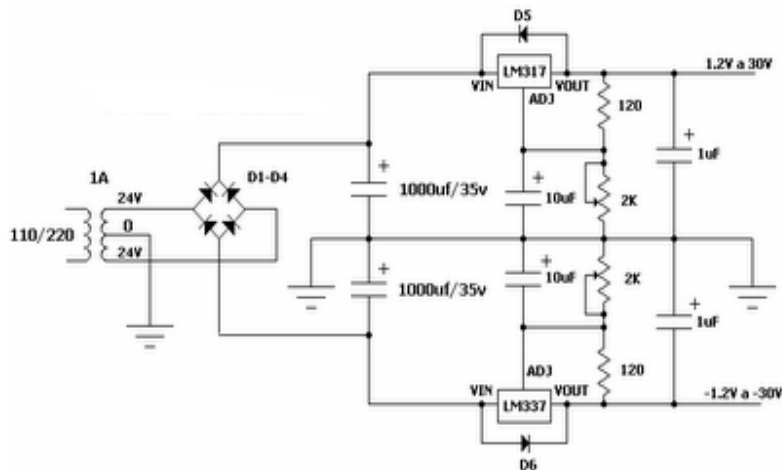 D5
LM317
VIN
VOUT
ADJ
1.2V a 30V
120
1uF
1A
24V
D1-D4
1000uf/35v
10uF
2K
110/220
0
24V
1000uf/35v
10uF
2K
1uF
ADJ
120
VIN
VOUT
LM337
-1.2V a -30V
D6